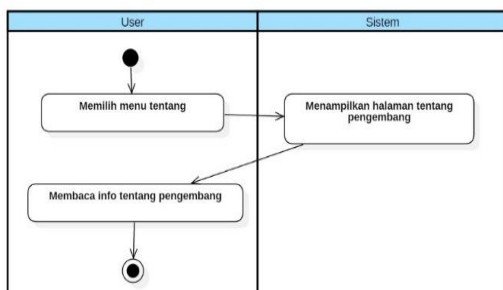 User
Sistem
Memilih menu tentang
Menampilkan halaman tentang
pengembang
Membaca info tentang pengembang